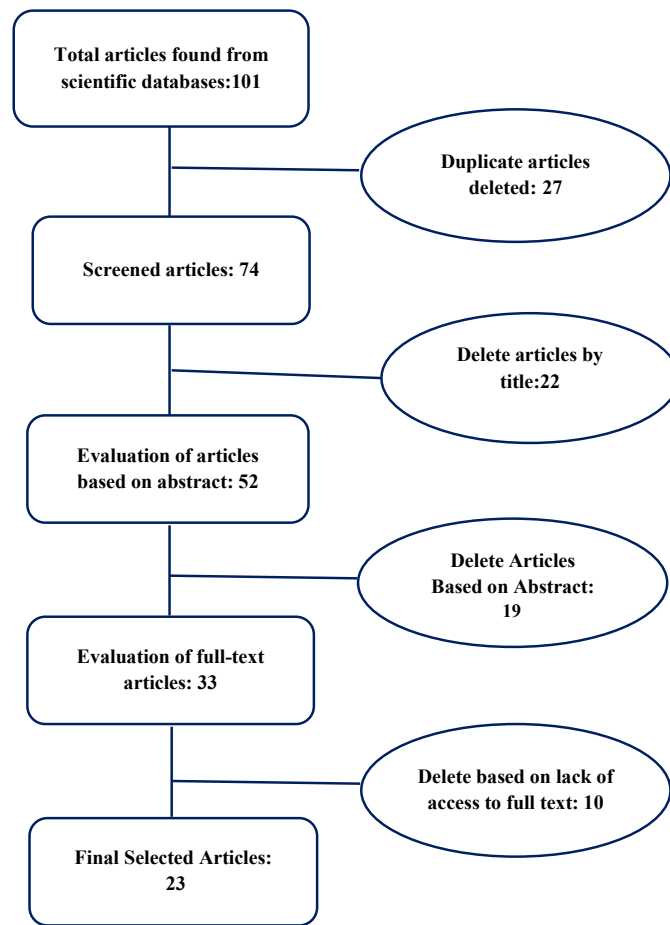 Total articles found from
scientific databases:101
Duplicate articles
deleted: 27
Screened articles: 74
Delete articles by
title:22
Evaluation of articles
based on abstract: 52
Delete Articles
Based on Abstract:
19
Evaluation of full-text
articles: 33
Delete based on lack of
access to full text: 10
Final Selected Articles:
23